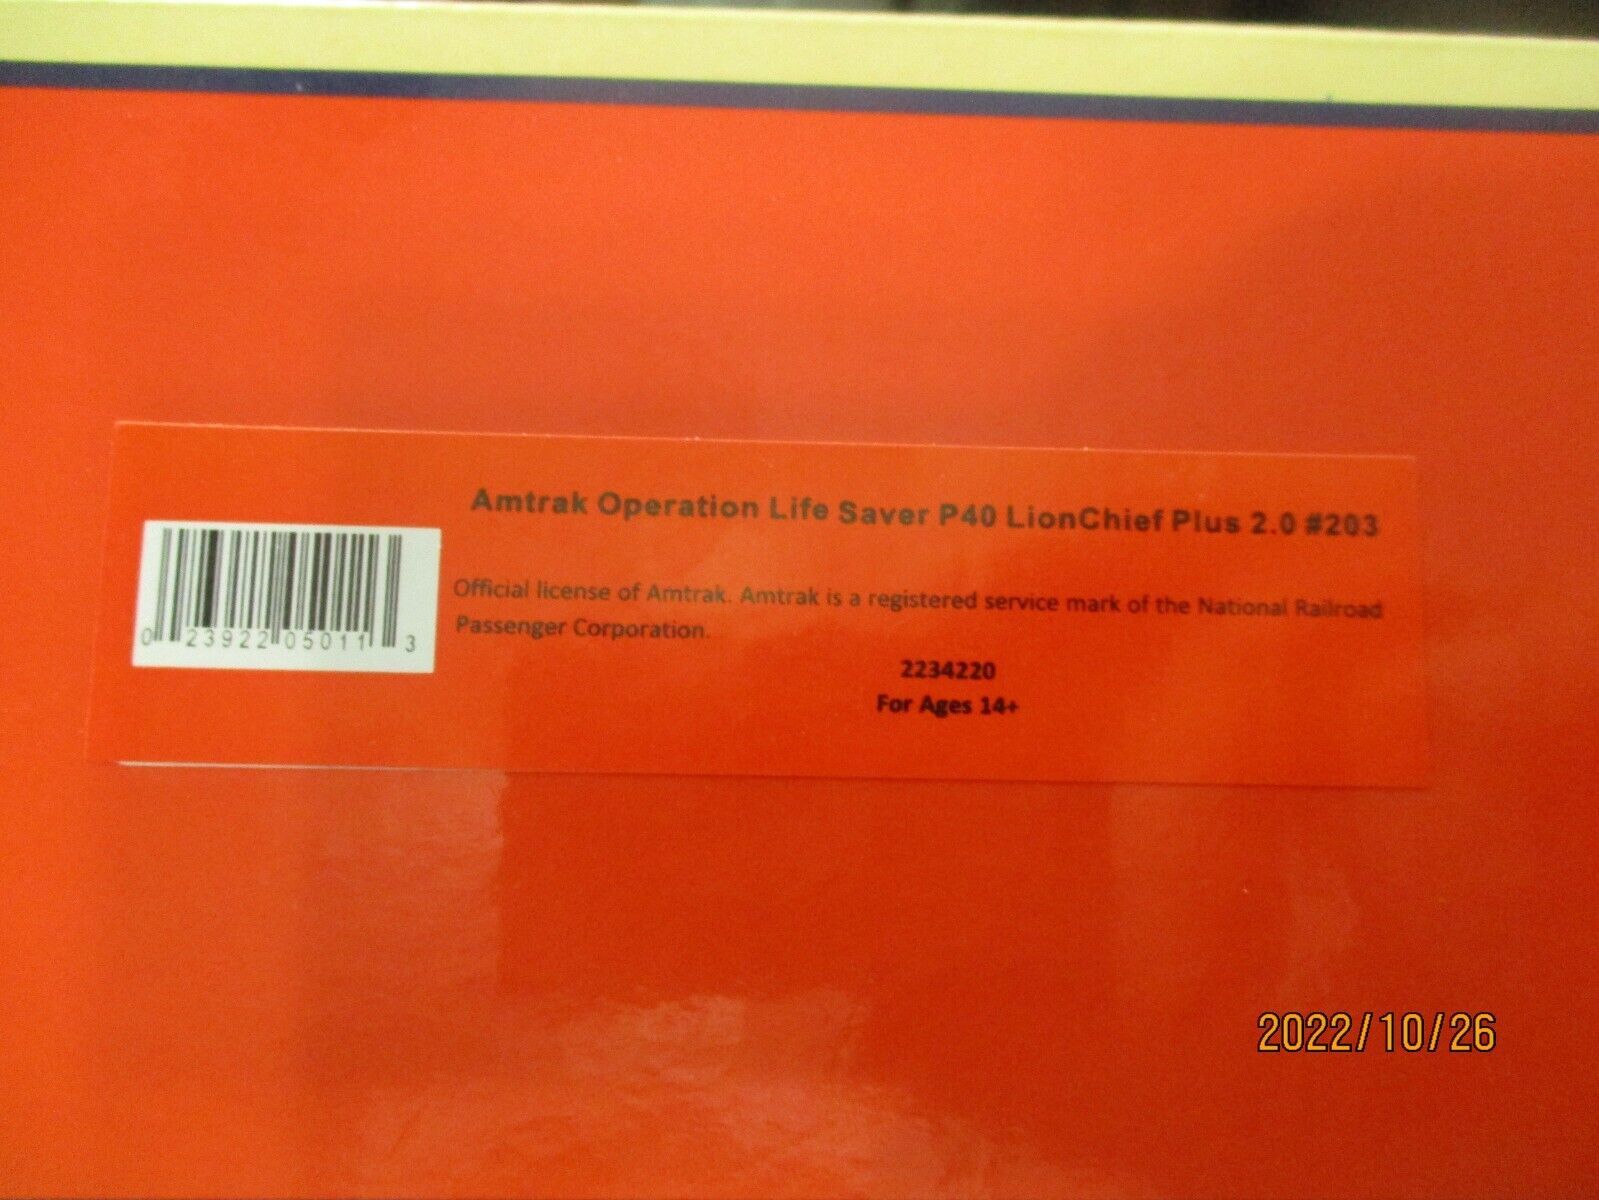 Amtrak Operation Life Saver P40 LionChief Plus 2.0 #203
Official license of Amtrak. Amtrak is a registered service mark of the National Railroad
Passenger Corporation.
0 23922 05011 3
2234220
For Ages 14+
2022/10/26